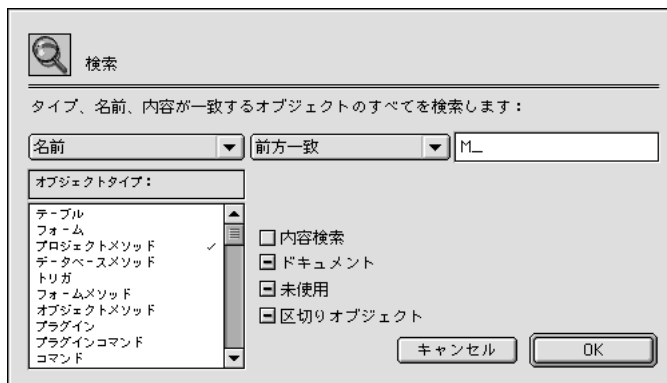 検索
タイプ、名前、内容が一致するオブジェクトのすべてを検索します：
名前 前方一致 M_
オブジェクトタイプ：
テーブル
フォーム
プロジェクトメソッド ✓
データベースメソッド
トリガ
フォームメソッド
オブジェクトメソッド
プラグイン
プラグインコマンド
コマンド
内容検索
ドキュメント
未使用
区切りオブジェクト
キャンセル OK